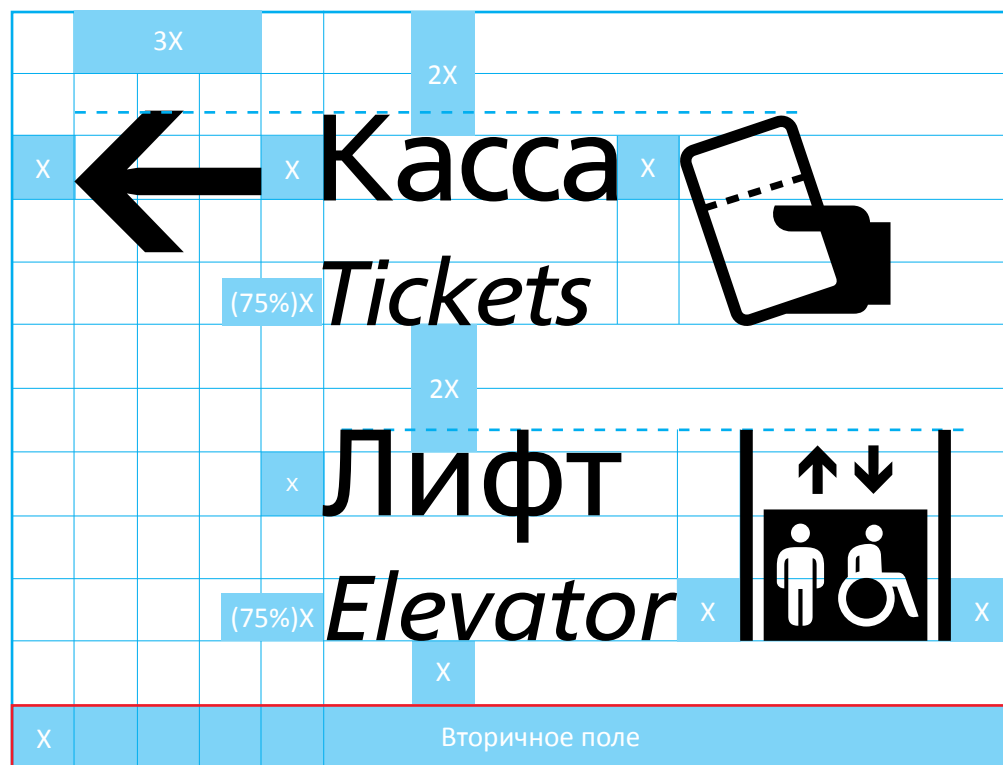 3X
2X
X
X
Касса
X
(75%)X
Tickets
2X
x
Лифт
(75%)X
Elevator
X
X
X
X
Вторичное поле